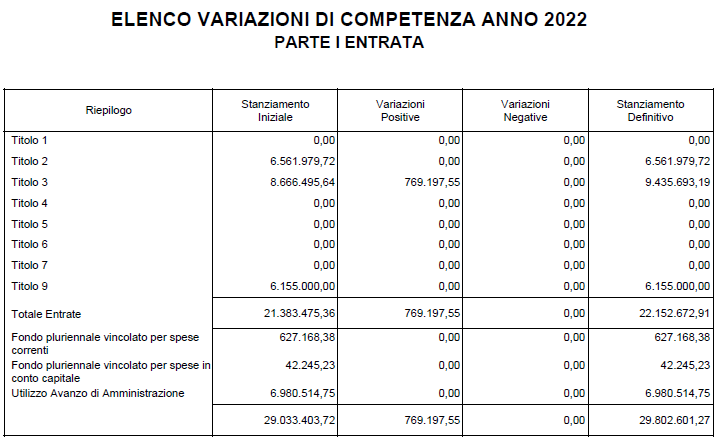 ELENCO VARIAZIONI DI COMPETENZA ANNO 2022
PARTE I ENTRATA
Riepilogo Stanziamento Iniziale Variazioni Positive Variazioni Negative Stanziamento Definitivo
Titolo 1 0,00 0,00 0,00 0,00
Titolo 2 6.561.979,72 0,00 0,00 6.561.979,72
Titolo 3 8.666.495,64 769.197,55 0,00 9.435.693,19
Titolo 4 0,00 0,00 0,00 0,00
Titolo 5 0,00 0,00 0,00 0,00
Titolo 6 0,00 0,00 0,00 0,00
Titolo 7 0,00 0,00 0,00 0,00
Titolo 9 6.155.000,00 0,00 0,00 6.155.000,00
Totale Entrate 21.383.475,36 769.197,55 0,00 22.152.672,91
Fondo pluriennale vincolato per spese 627.168,38 0,00 0,00 627.168,38
correnti
Fondo pluriennale vincolato per spese in 42.245,23 0,00 0,00 42.245,23
conto capitale
Utilizzo Avanzo di Amministrazione 6.980.514,75 0,00 0,00 6.980.514,75
29.033.403,72 769.197,55 0,00 29.802.601,27